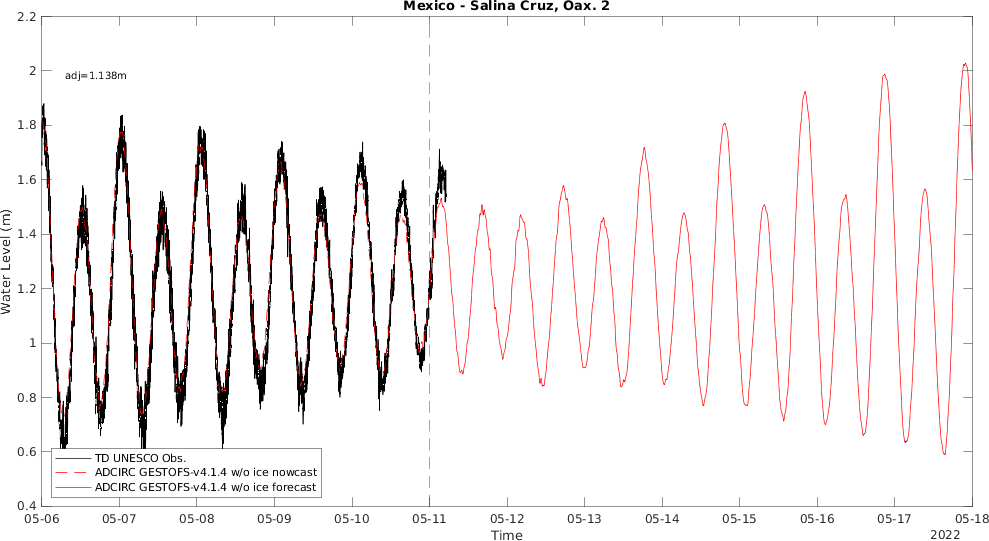 Mexico - Salina Cruz, Oax. 2
adj=1.138m
Water Level (m)
2.2
2
1.8
1.6
1.4
1.2
1
0.8
0.6
0.4
TD UNESCO Obs.
ADCIRC GESTOFS-v4.1.4 w/o ice nowcast
ADCIRC GESTOFS-v4.1.4 w/o ice forecast
05-06 05-07 05-08 05-09 05-10 05-11 05-12 05-13 05-14 05-15 05-16 05-17 05-18
Time
2022